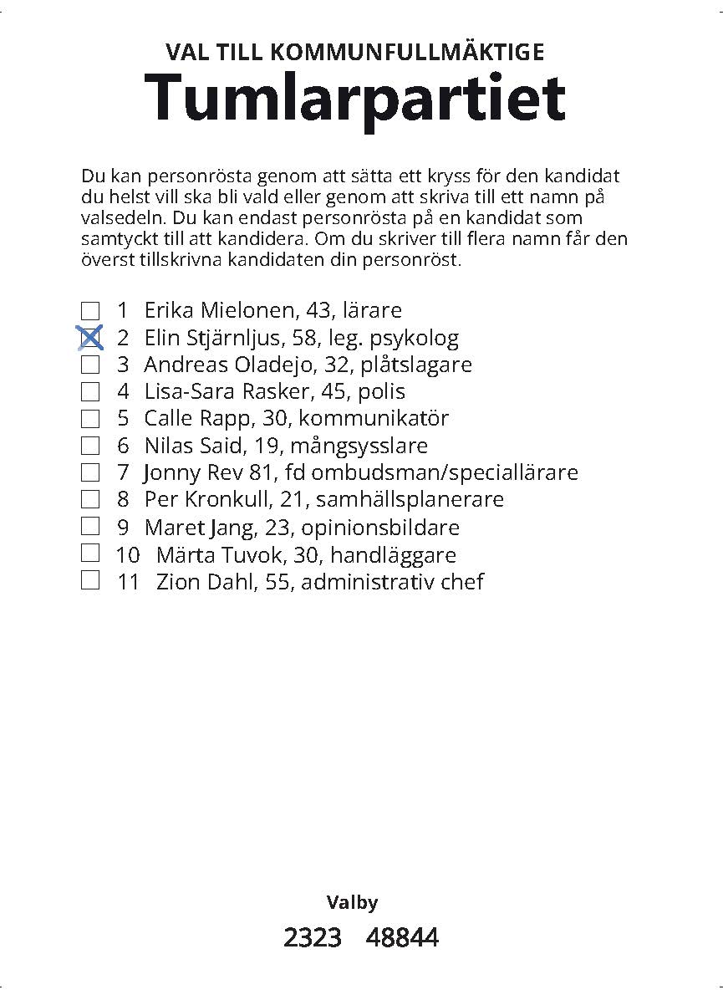 VAL TILL KOMMUNFULLMÄKTIGE
Tumlarpartiet
Du kan personrösta genom att sätta ett kryss för den kandidat
du helst vill ska bli vald eller genom att skriva till ett namn på
valsedeln. Du kan endast personrösta på en kandidat som
samtyckt till att kandidera. Om du skriver till flera namn får den
överst tillskrivna kandidaten din personröst.
1 Erika Mielonen, 43, lärare
2 Elin Stjärnljus, 58, leg. psykolog
3 Andreas Oladejo, 32, plåtslagare
4 Lisa-Sara Rasker, 45, polis
5 Calle Rapp, 30, kommunikatör
6 Nilas Said, 19, mångsysslare
7 Jonny Rev 81, fd ombudsman/speciallärare
8 Per Kronkull, 21, samhällsplanerare
9 Maret Jang, 23, opinionsbildare
10 Märta Tuvok, 30, handläggare
11 Zion Dahl, 55, administrativ chef
Valby
2323 48844